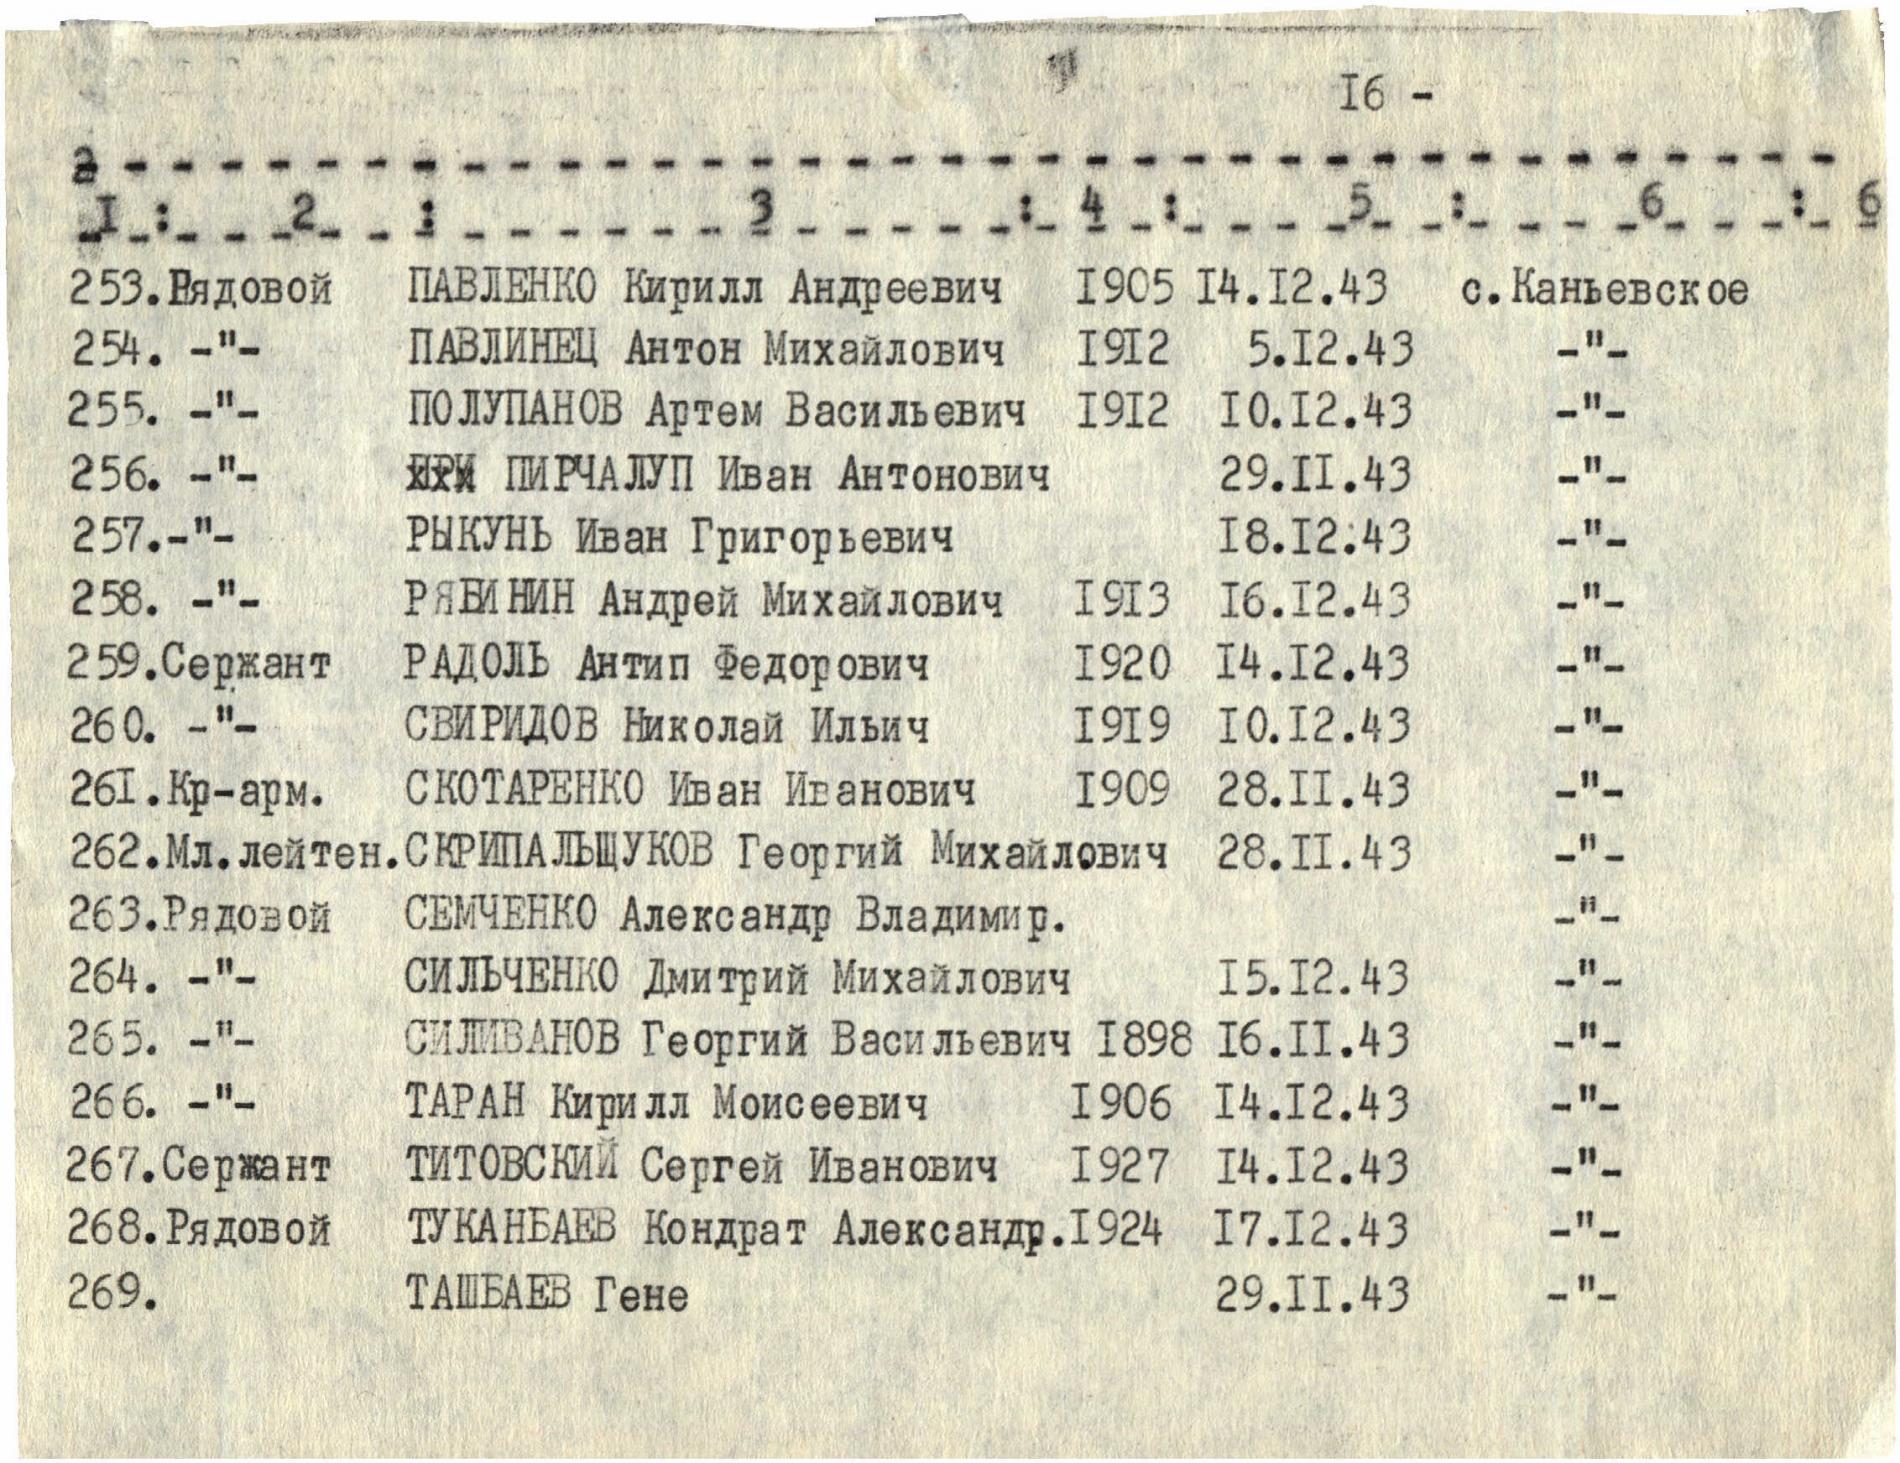 16 -
1 : 2 : 3 : 4 : 5 : 6 : 6
253.Рядовой ПАВЛЕНКО Кирилл Андреевич 1905 14.12.43 с.Каньевское
254. -"- ПАВЛИНЕЦ Антон Михайлович 1912 5.12.43 -"-
255. -"- ПОЛУПАНОВ Артем Васильевич 1912 10.12.43 -"-
256. -"- ПИРЧАЛУП Иван Антонович 29.11.43 -"-
257.-"- РЫКУНЬ Иван Григорьевич 18.12.43 -"-
258. -"- РЯБИНИН Андрей Михайлович 1913 16.12.43 -"-
259.Сержант РАДОЛЬ Антип Федорович 1920 14.12.43 -"-
260. -"- СВИРИДОВ Николай Ильич 1919 10.12.43 -"-
261.Кр-арм. СКОТАРЕНКО Иван Иванович 1909 28.11.43 -"-
262.Мл.лейтен.СКРИПАЛЬЩУКОВ Георгий Михайлович 28.11.43 -"-
263.Рядовой СЕМЧЕНКО Александр Владимир. -"-
264. -"- СИЛЬЧЕНКО Дмитрий Михайлович 15.12.43 -"-
265. -"- СИЛИВАНОВ Георгий Васильевич 1898 16.11.43 -"-
266. -"- ТАРАН Кирилл Моисеевич 1906 14.12.43 -"-
267.Сержант ТИТОВСКИЙ Сергей Иванович 1927 14.12.43 -"-
268.Рядовой ТУКАНБАЕВ Кондрат Александр.1924 17.12.43 -"-
269. ТАШБАЕВ Гене 29.11.43 -"-